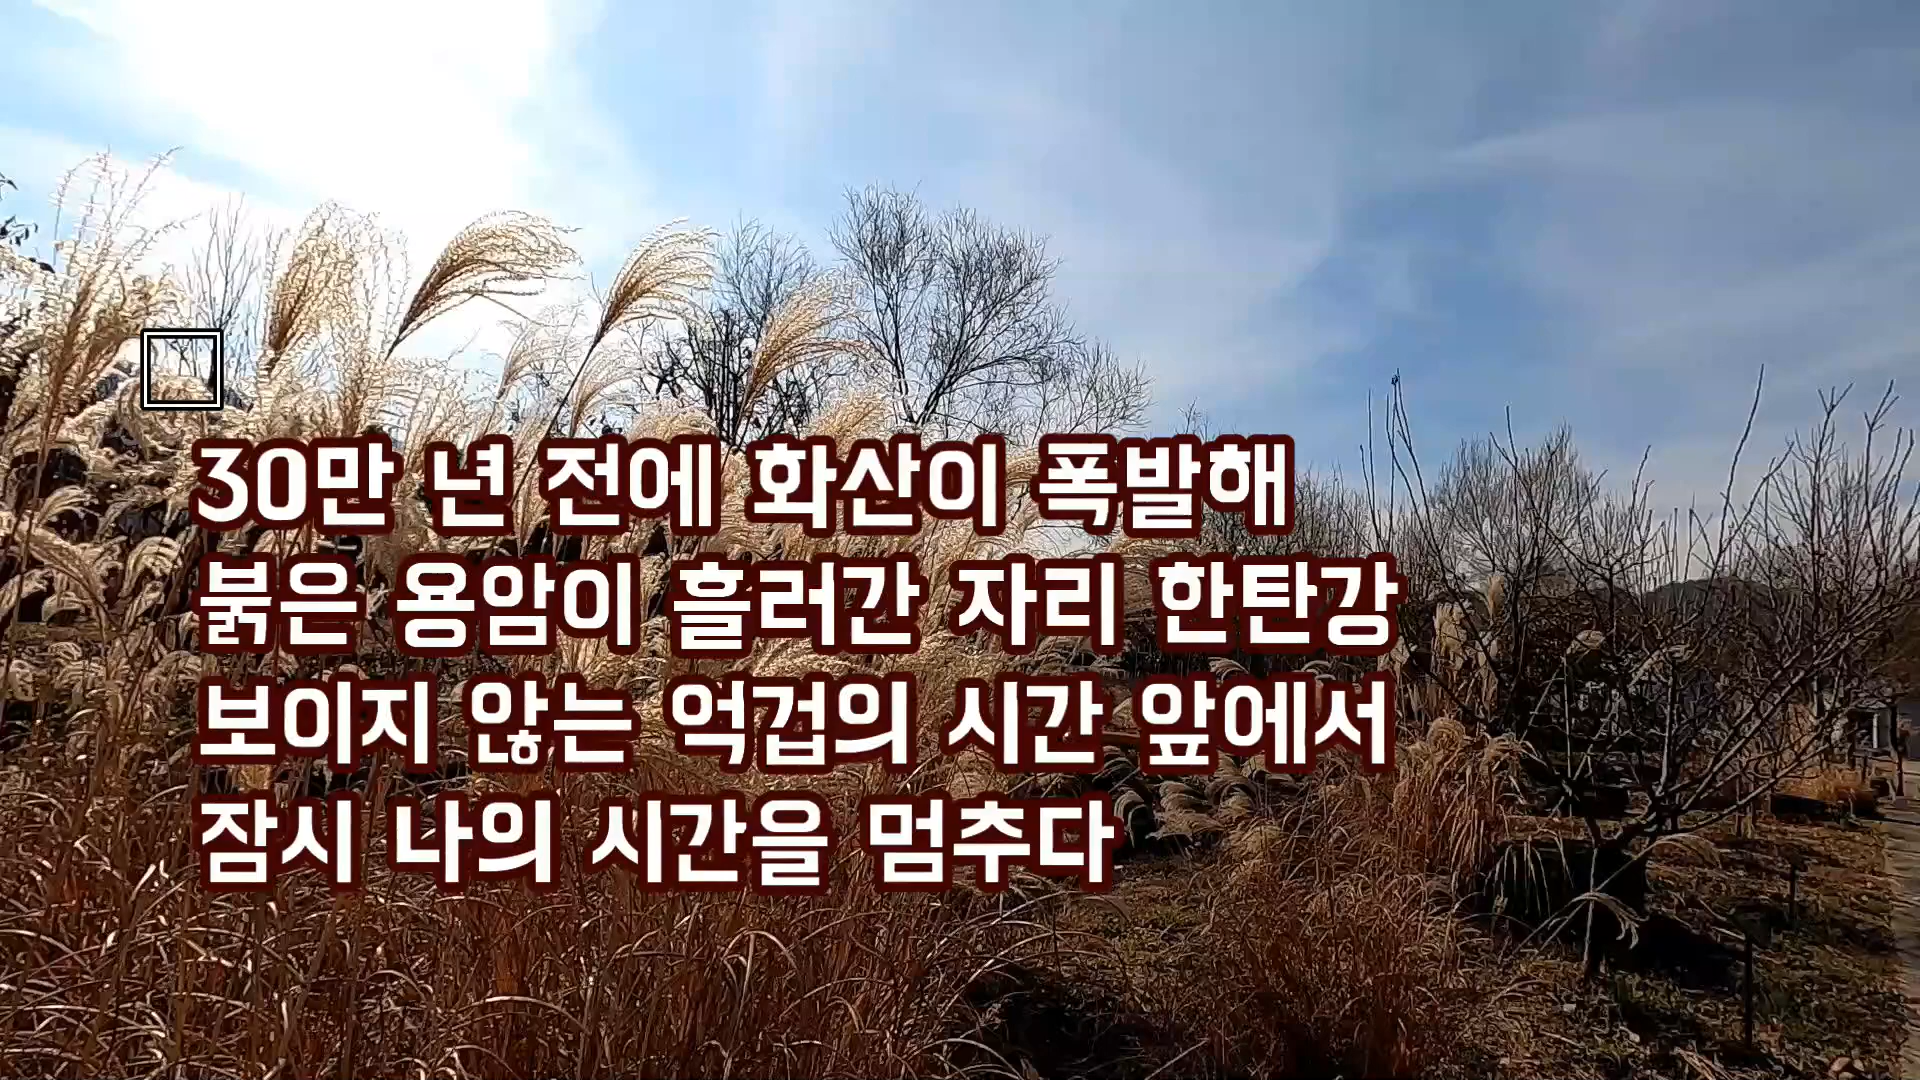 30만 년 전에 화산이 폭발해
붉은 용암이 흘러간 자리 한탄강
보이지 않는 억겁의 시간 앞에서
잠시 나의 시간을 멈추다